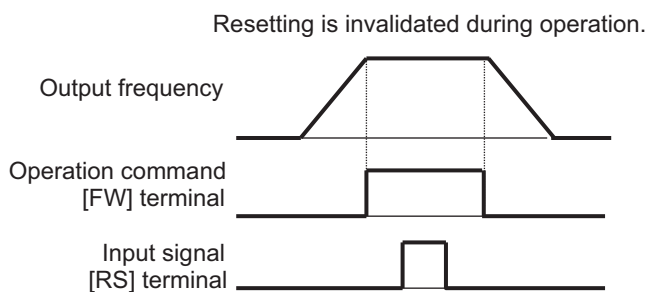 Resetting is invalidated during operation.
Output frequency
Operation command
[FW] terminal
Input signal
[RS] terminal